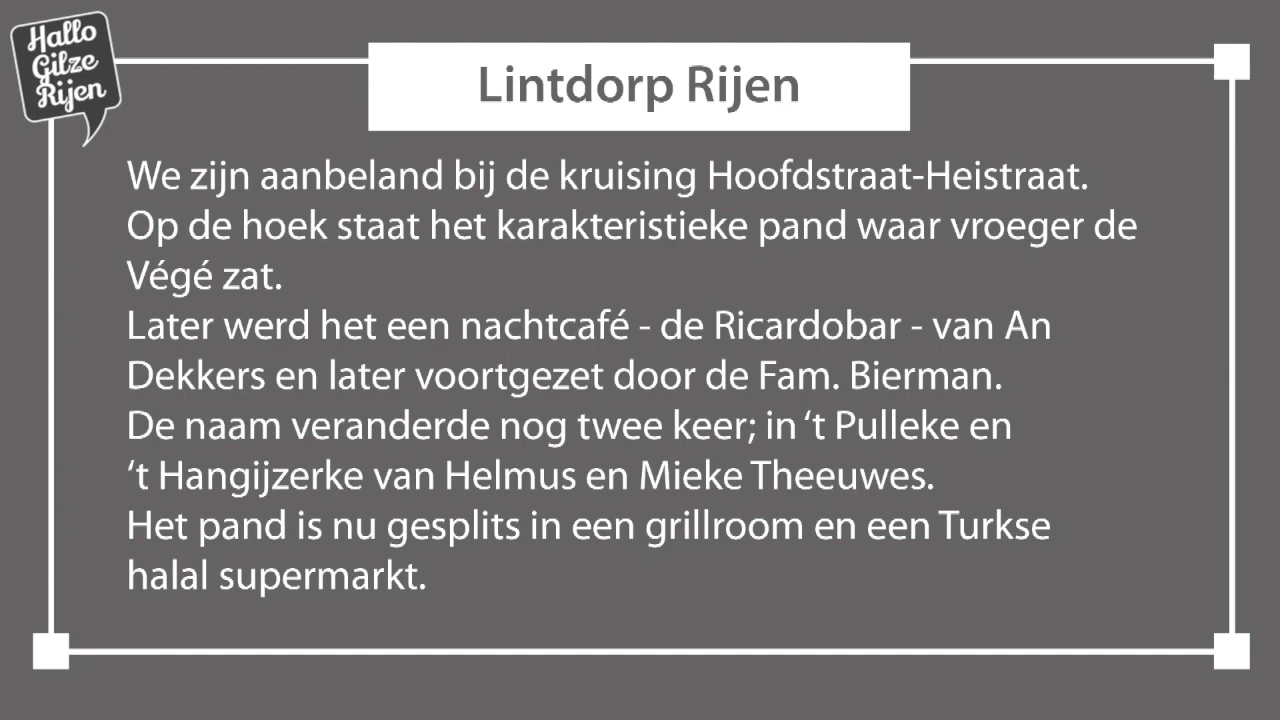 Hallo
Gilze
Rijen
Lintdorp Rijen
We zijn aanbeland bij de kruising Hoofdstraat-Heistraat.
Op de hoek staat het karakteristieke pand waar vroeger de
Végé zat.
Later werd het een nachtcafé - de Ricardobar - van An
Dekkers en later voortgezet door de Fam. Bierman.
De naam veranderde nog twee keer; in ‘t Pulleke en
‘t Hangijzerke van Helmus en Mieke Theeuwes.
Het pand is nu gesplits in een grillroom en een Turkse
halal supermarkt.